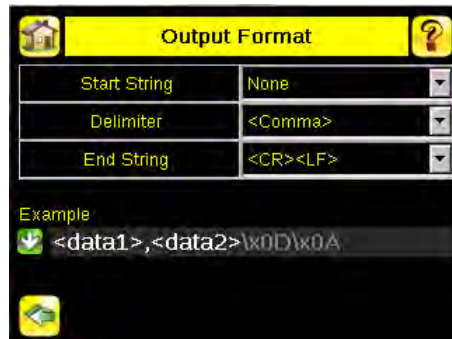 Output Format
Start String None
Delimiter <Comma>
End String <CR><LF>
Example
<data1>,<data2>\x0D\x0A